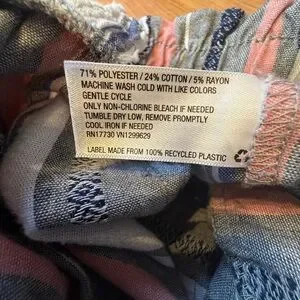 71% POLYESTER / 24% COTTON / 5% RAYON
MACHINE WASH COLD WITH LIKE COLORS
GENTLE CYCLE
ONLY NON-CHLORINE BLEACH IF NEEDED
TUMBLE DRY LOW, REMOVE PROMPTLY
COOL IRON IF NEEDED
RN17730 VN1299629
LABEL MADE FROM 100% RECYCLED PLASTIC